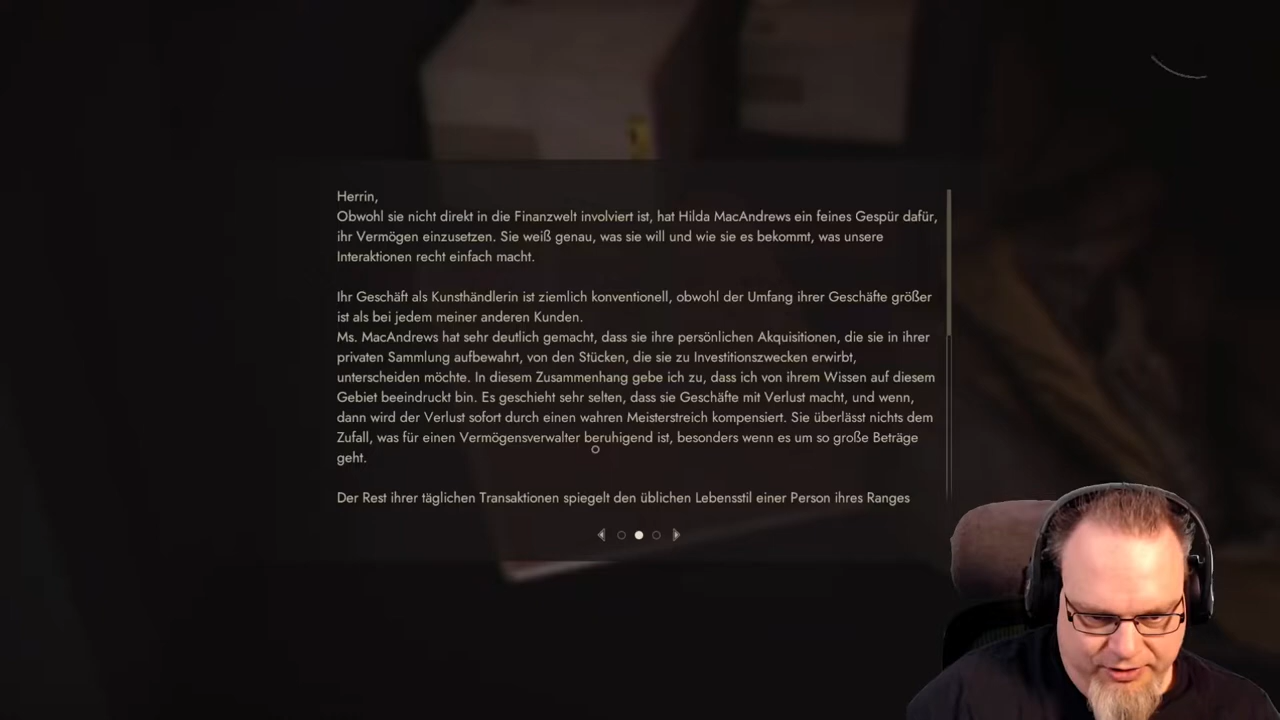 Herrin,
Obwohl sie nicht direkt in die Finanzwelt involviert ist, hat Hilda MacAndrews ein feines Gespür dafür,
ihr Vermögen einzusetzen. Sie weiß genau, was sie will und wie sie es bekommt, was unsere
Interaktionen recht einfach macht.
Ihr Geschäft als Kunsthändlerin ist ziemlich konventionell, obwohl der Umfang ihrer Geschäfte größer
ist als bei jedem meiner anderen Kunden.
Ms. MacAndrews hat sehr deutlich gemacht, dass sie ihre persönlichen Akquisitionen, die sie in ihrer
privaten Sammlung aufbewahrt, von den Stücken, die sie zu Investitionszwecken erwirbt,
unterscheiden möchte. In diesem Zusammenhang gebe ich zu, dass ich von ihrem Wissen auf diesem
Gebiet beeindruckt bin. Es geschieht sehr selten, dass sie Geschäfte mit Verlust macht, und wenn,
dann wird der Verlust sofort durch einen wahren Meisterstreich kompensiert. Sie überlässt nichts dem
Zufall, was für einen Vermögensverwalter beruhigend ist, besonders wenn es um so große Beträge
geht.
Der Rest ihrer täglichen Transaktionen spiegelt den üblichen Lebensstil einer Person ihres Ranges